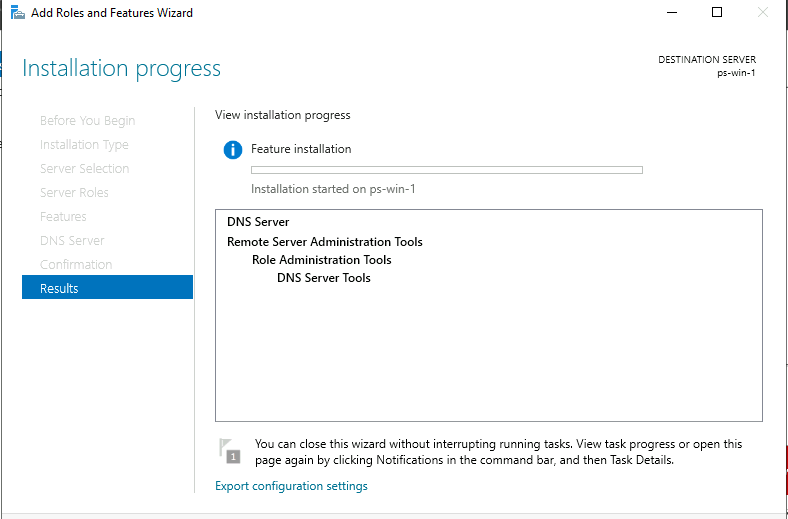 Add Roles and Features Wizard
Installation progress
DESTINATION SERVER
ps-win-1
Before You Begin
Installation Type
Server Selection
Server Roles
Features
DNS Server
Confirmation
Results
View installation progress
Feature installation
Installation started on ps-win-1
DNS Server
Remote Server Administration Tools
Role Administration Tools
DNS Server Tools
1
You can close this wizard without interrupting running tasks. View task progress or open this
page again by clicking Notifications in the command bar, and then Task Details.
Export configuration settings